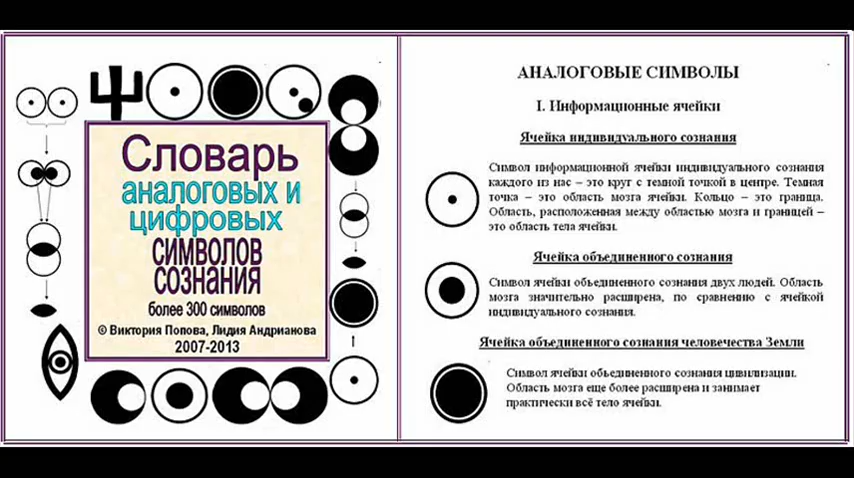 Словарь
аналоговых и
цифровых
символов
сознания
более 300 символов
© Виктория Попова, Лидия Андрианова
2007-2013
АНАЛОГОВЫЕ СИМВОЛЫ
I. Информационные ячейки
Ячейка индивидуального сознания
Символ информационной ячейки индивидуального сознания
каждого из нас – это круг с темной точкой в центре. Темная
точка – это область мозга ячейки. Кольцо – это граница.
Область, расположенная между областью мозга и границей –
это область тела ячейки.
Ячейка объединенного сознания
Символ ячейки объединенного сознания двух людей. Область
мозга значительно расширена, по сравнению с ячейкой
индивидуального сознания.
Ячейка объединенного сознания человечества Земли
Символ ячейки объединенного сознания цивилизации.
Область мозга еще более расширена и занимает
практически всё тело ячейки.